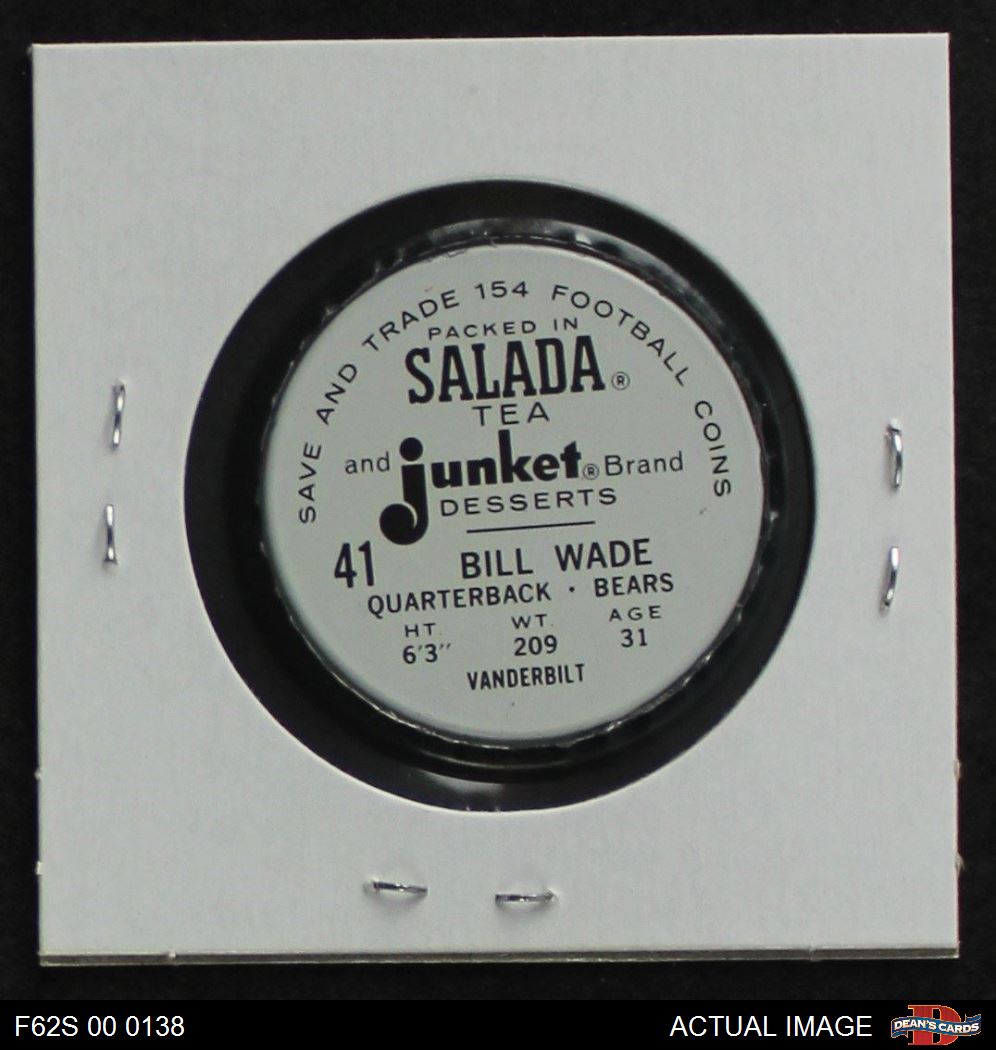 SAVE AND TRADE 154 FOOTBALL COINS
PACKED IN
SALADA®
TEA
and junket® Brand
DESSERTS
41 BILL WADE
QUARTERBACK · BEARS
HT. WT. AGE
6'3" 209 31
VANDERBILT
F62S 00 0138 ACTUAL IMAGE DEAN'S CARDS